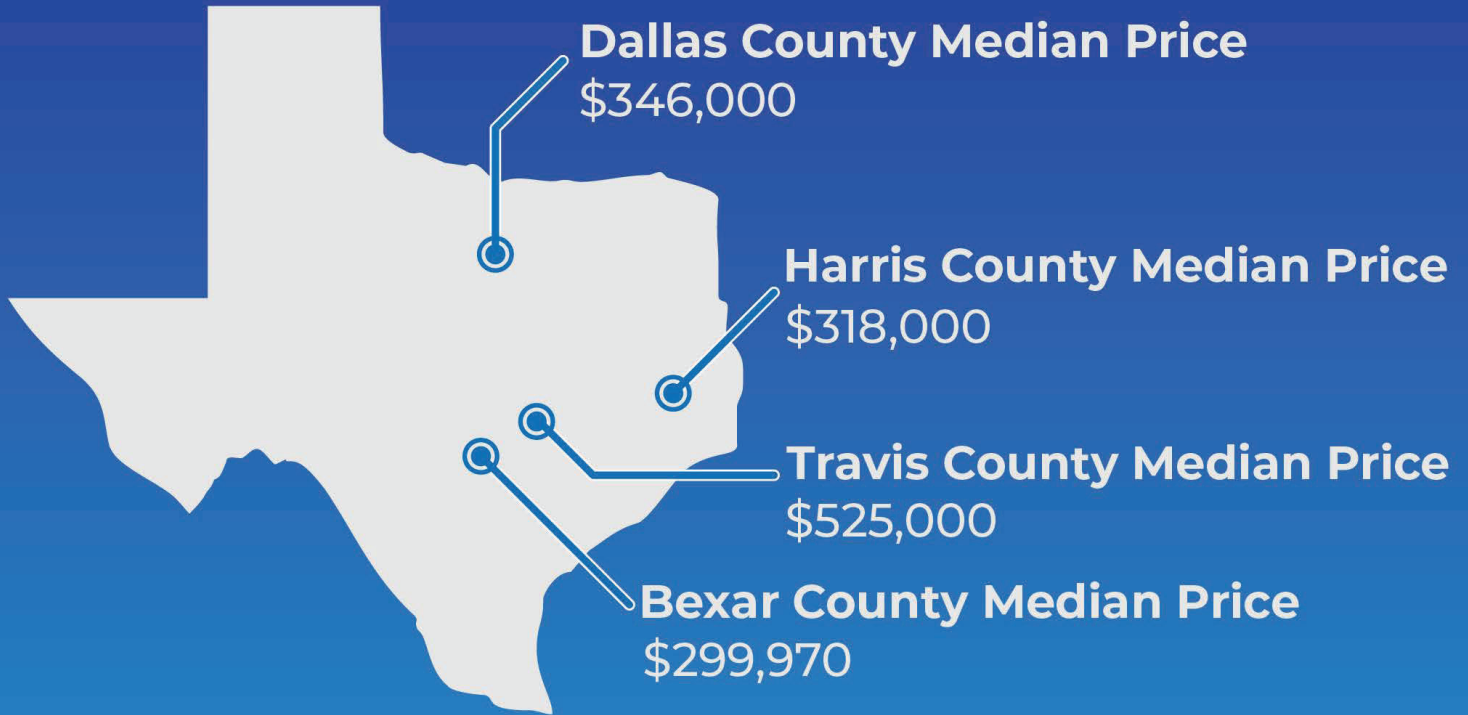 Dallas County Median Price
$346,000
Harris County Median Price
$318,000
Travis County Median Price
$525,000
Bexar County Median Price
$299,970